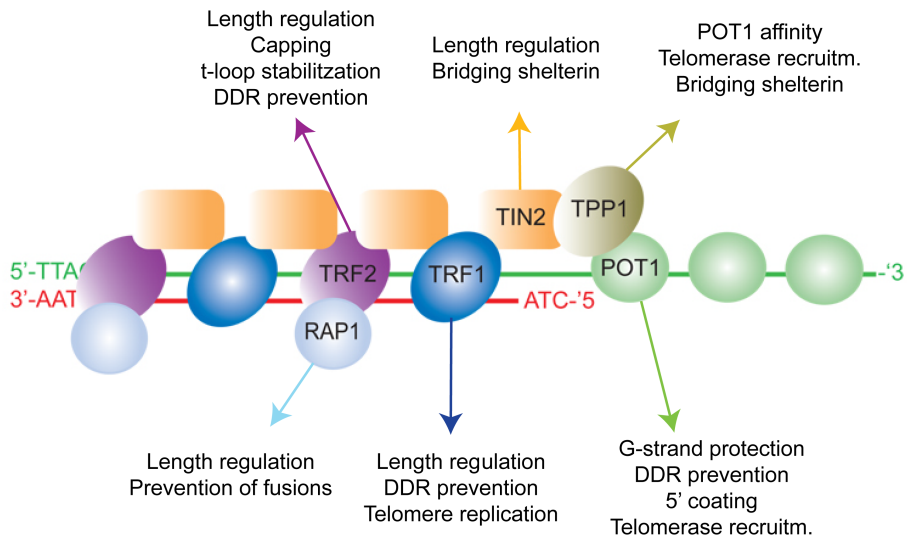 Length regulation
Capping
t-loop stabilitzation
DDR prevention
Length regulation
Bridging shelterin
POT1 affinity
Telomerase recruitm.
Bridging shelterin
TIN2
TPP1
5’-TTAG
TRF2
TRF1
POT1
-‘3
3’-AAT
ATC-’5
RAP1
Length regulation
Prevention of fusions
Length regulation
DDR prevention
Telomere replication
G-strand protection
DDR prevention
5’ coating
Telomerase recruitm.